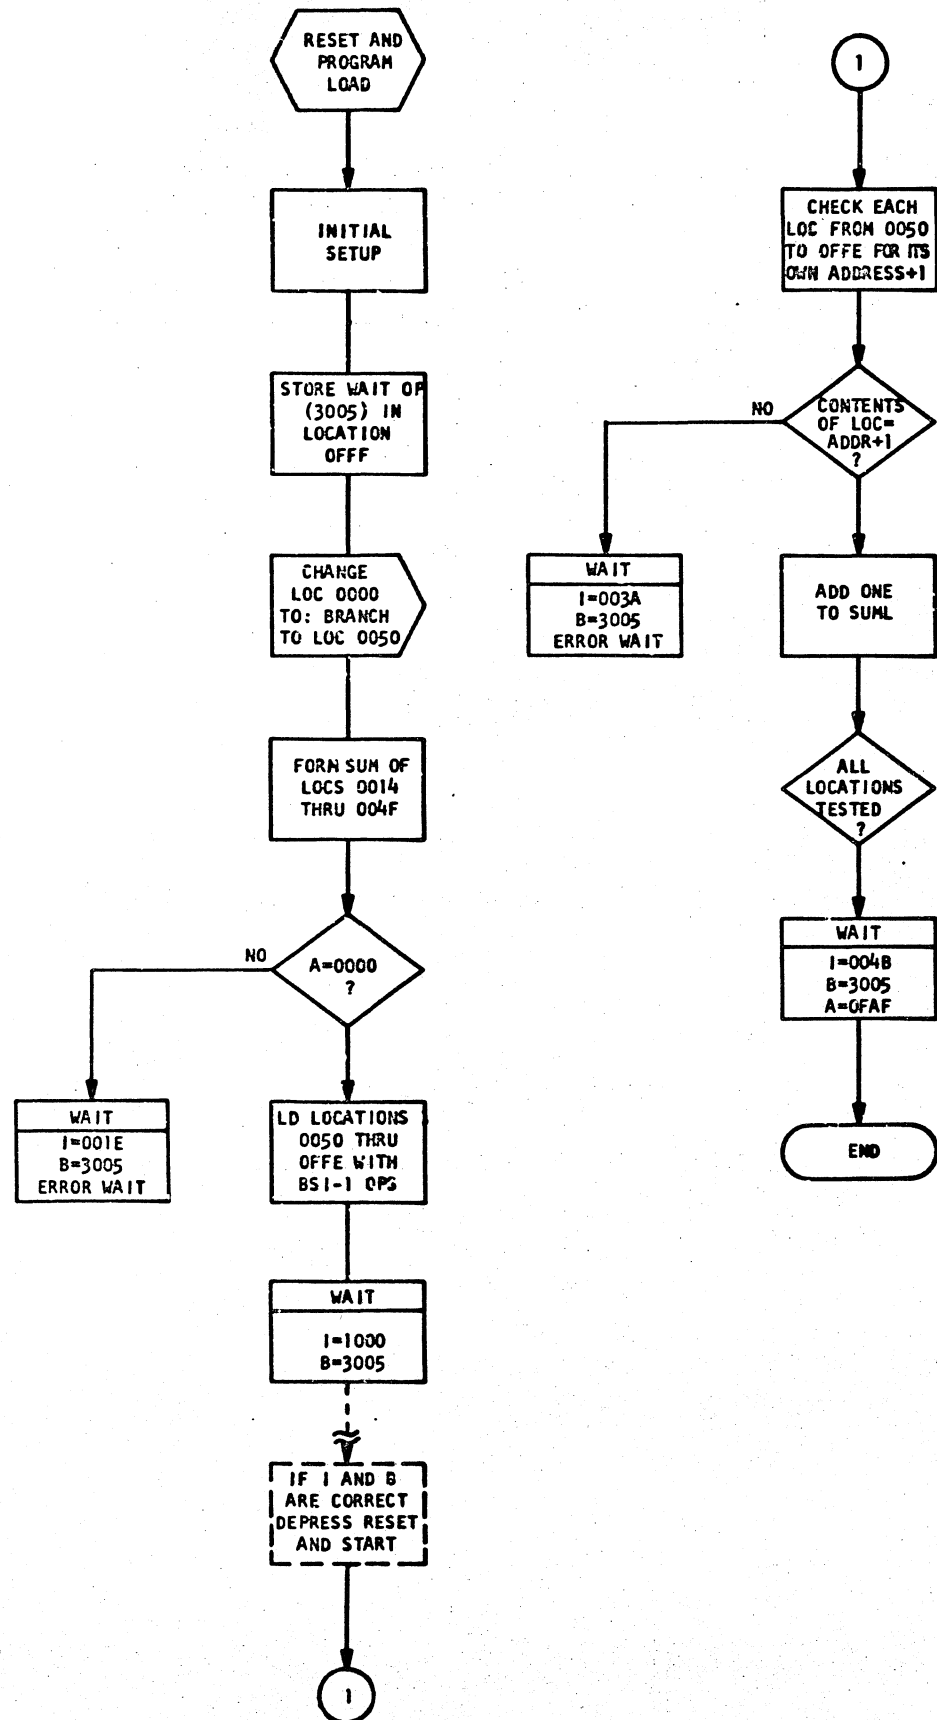 RESET AND
PROGRAM
LOAD
INITIAL
SETUP
STORE WAIT OP
(3005) IN
LOCATION
0FFF
CHANGE
LOC 0000
TO: BRANCH
TO LOC 0050
FORM SUM OF
LOCS 0014
THRU 004F
NO
A=0000
?
WAIT
I=001E
B=3005
ERROR WAIT
LD LOCATIONS
0050 THRU
0FFE WITH
BSI-1 OPS
WAIT
I=1000
B=3005
IF I AND B
ARE CORRECT
DEPRESS RESET
AND START
1
1
CHECK EACH
LOC FROM 0050
TO 0FFE FOR ITS
OWN ADDRESS+1
NO
CONTENTS
OF LOC=
ADDR+1
?
WAIT
I=003A
B=3005
ERROR WAIT
ADD ONE
TO SUML
ALL
LOCATIONS
TESTED
?
WAIT
I=004B
B=3005
A=0FAF
END